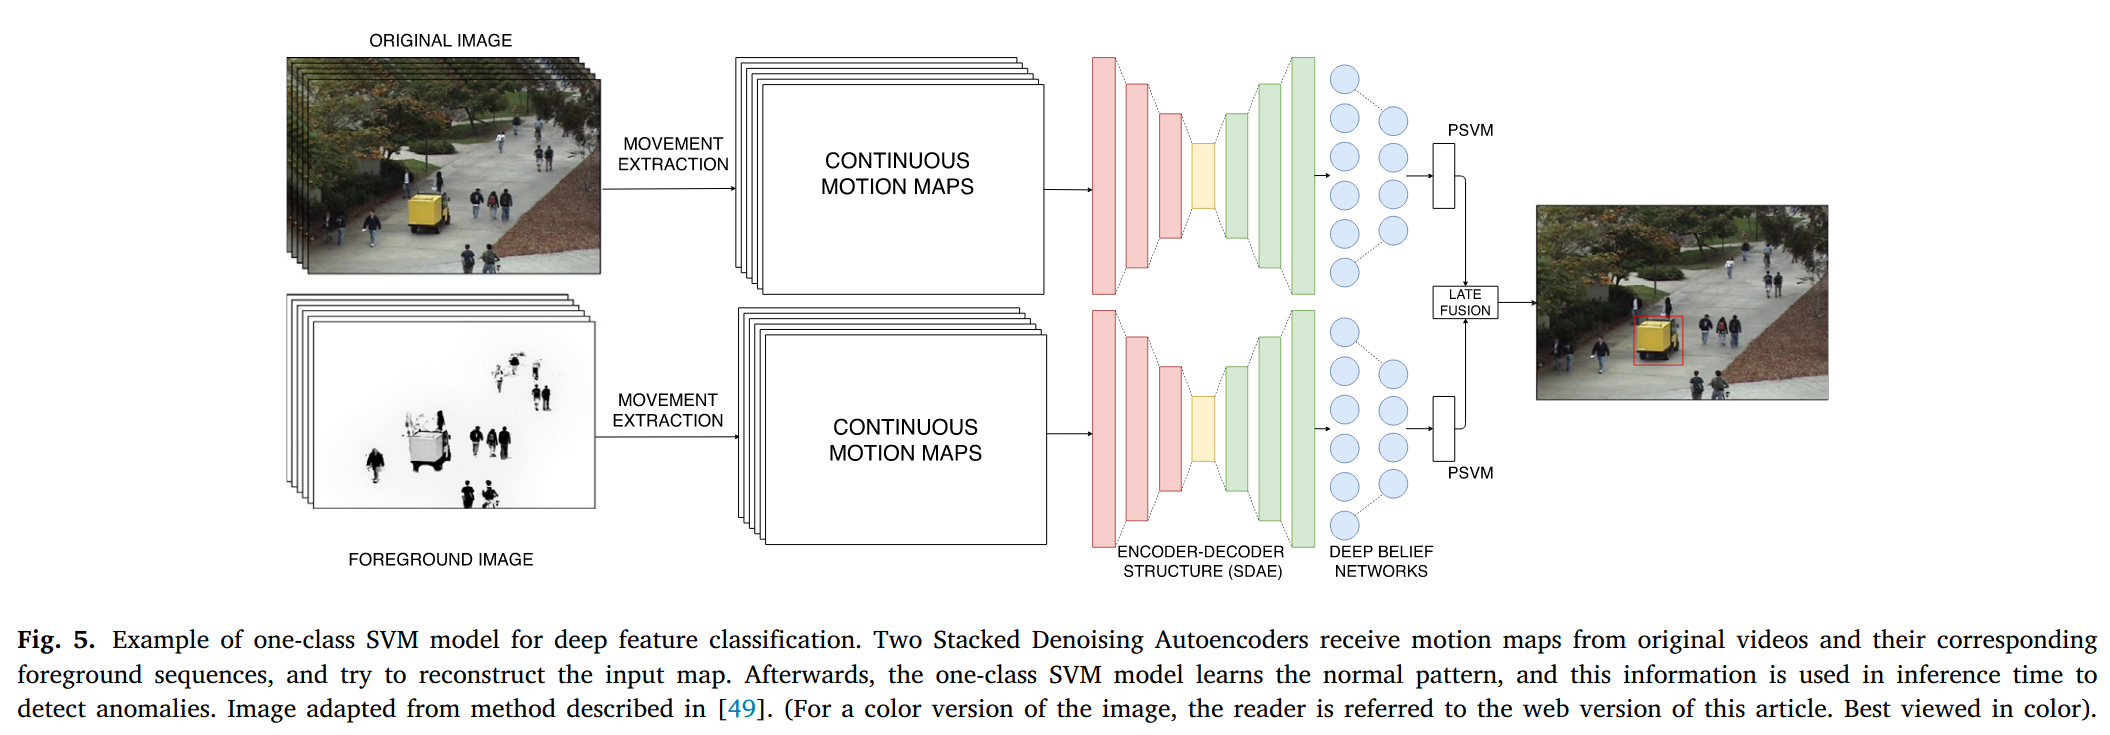 ORIGINAL IMAGE
MOVEMENT
EXTRACTION
CONTINUOUS
MOTION MAPS
PSVM
LATE
FUSION
MOVEMENT
EXTRACTION
CONTINUOUS
MOTION MAPS
PSVM
FOREGROUND IMAGE
ENCODER-DECODER
STRUCTURE (SDAE)
DEEP BELIEF
NETWORKS
Fig. 5. Example of one-class SVM model for deep feature classification. Two Stacked Denoising Autoencoders receive motion maps from original videos and their corresponding
foreground sequences, and try to reconstruct the input map. Afterwards, the one-class SVM model learns the normal pattern, and this information is used in inference time to
detect anomalies. Image adapted from method described in [49]. (For a color version of the image, the reader is referred to the web version of this article. Best viewed in color).